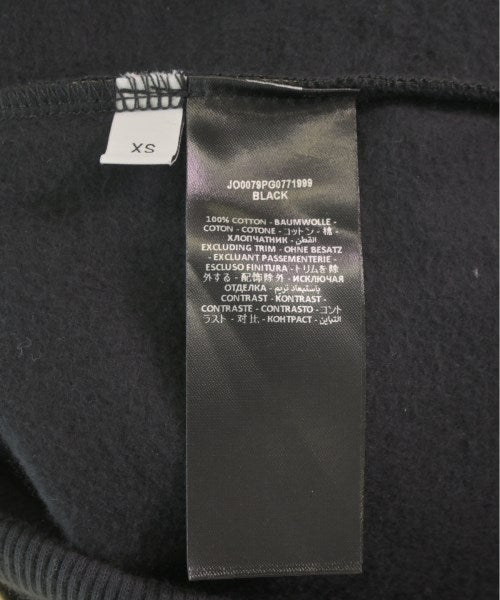 XS
JO0079PG0771999
BLACK
100% COTTON - BAUMWOLLE -
COTON - COTONE - コットン - 棉 -
ХЛОПЧАТНИК - القطن
EXCLUDING TRIM - OHNE BESATZ
- EXCLUANT PASSEMENTERIE -
ESCLUSO FINITURA - トリムを除
外する - 配饰除外 - ИСКЛЮЧАЯ
ОТДЕЛКА - باستبعاد تريم
CONTRAST - KONTRAST -
CONTRASTE - CONTRASTO - コント
ラスト - 对比 - КОНТРАСТ - التباين